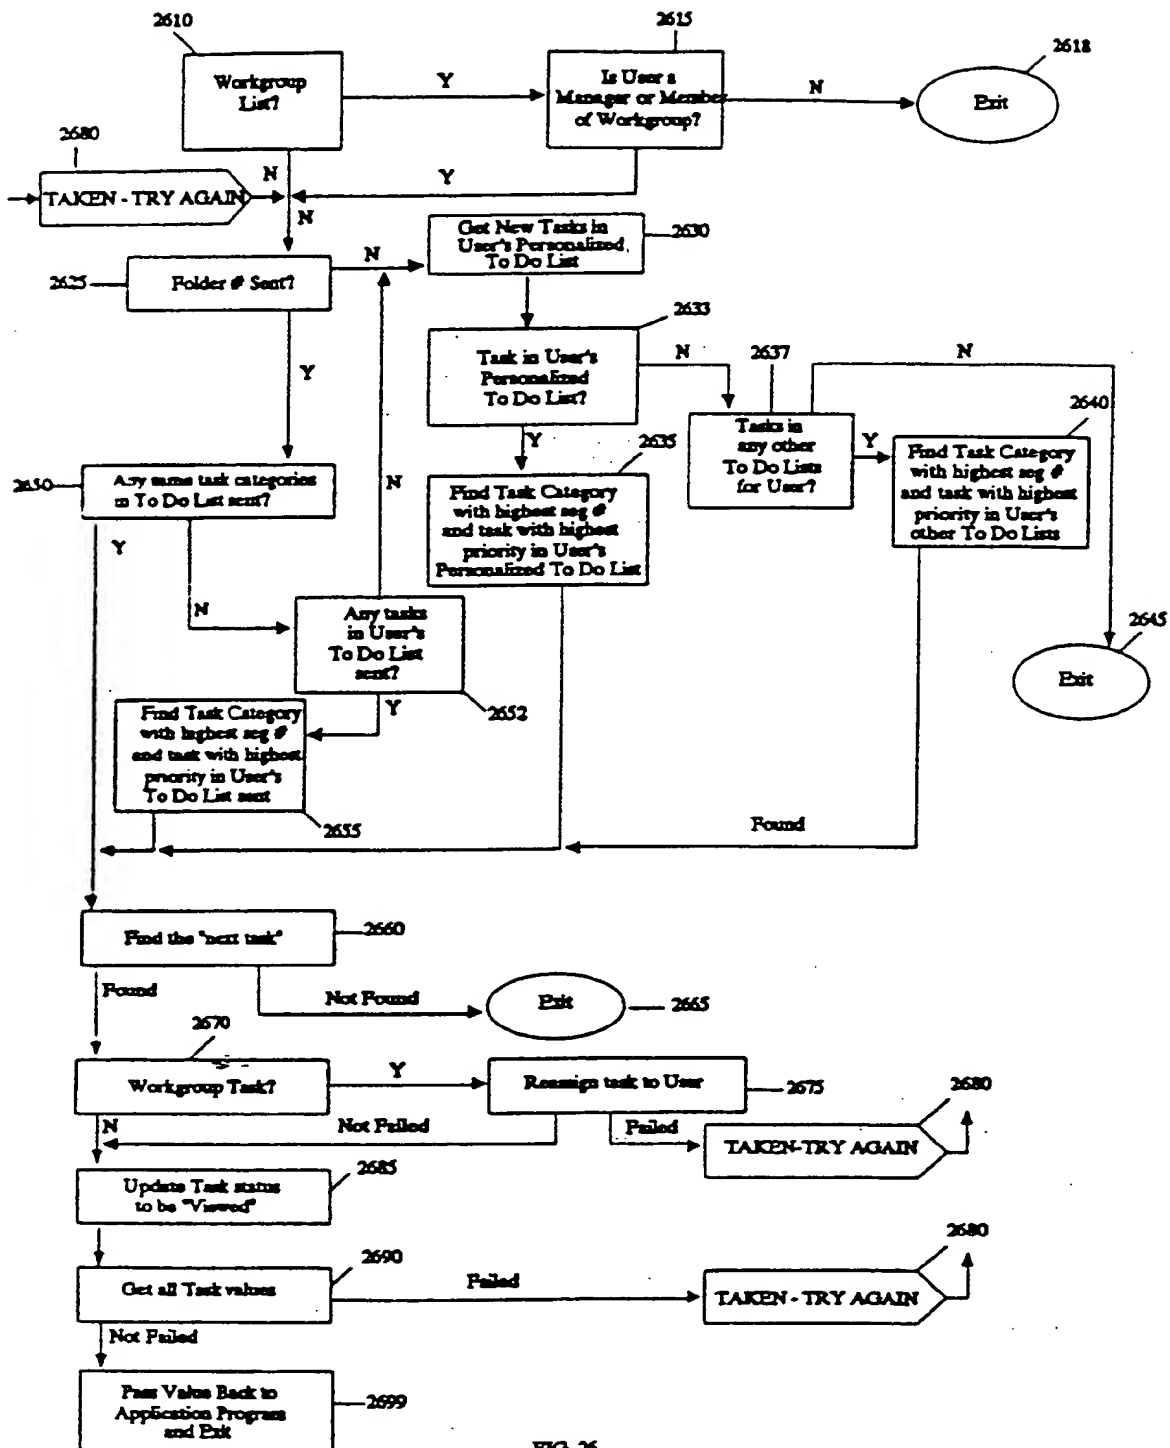 2610
2615
2618
Workgroup
List?
Y
Is User a
Manager or Member
of Workgroup?
N
Exit
2680
TAKEN - TRY AGAIN
N
Y
N
2625
Folder # Sent?
N
Get New Tasks in
User's Personalized
To Do List
2630
2633
Y
Task in User's
Personalized
To Do List?
N
2637
N
2640
Y
2635
Tasks in
any other
To Do Lists
for User?
Y
Find Task Category
with highest seg #
and task with highest
priority in User's
other To Do Lists
2650
Any same task categories
in To Do List sent?
N
Find Task Category
with highest seg #
and task with highest
priority in User's
Personalized To Do List
Y
N
Any tasks
in User's
To Do List
sent?
2645
Exit
Y
2652
Find Task Category
with highest seg #
and task with highest
priority in User's
To Do List sent
2655
Found
Find the "next task"
2660
Found
Not Found
Exit
2665
2670
Workgroup Task?
Y
Reassign task to User
2675
2680
N
Not Failed
Failed
TAKEN-TRY AGAIN
2685
Update Task status
to be "Viewed"
2690
2680
Get all Task values
Failed
TAKEN - TRY AGAIN
Not Failed
Pass Value Back to
Application Program
and Exit
2699
FIG. 26